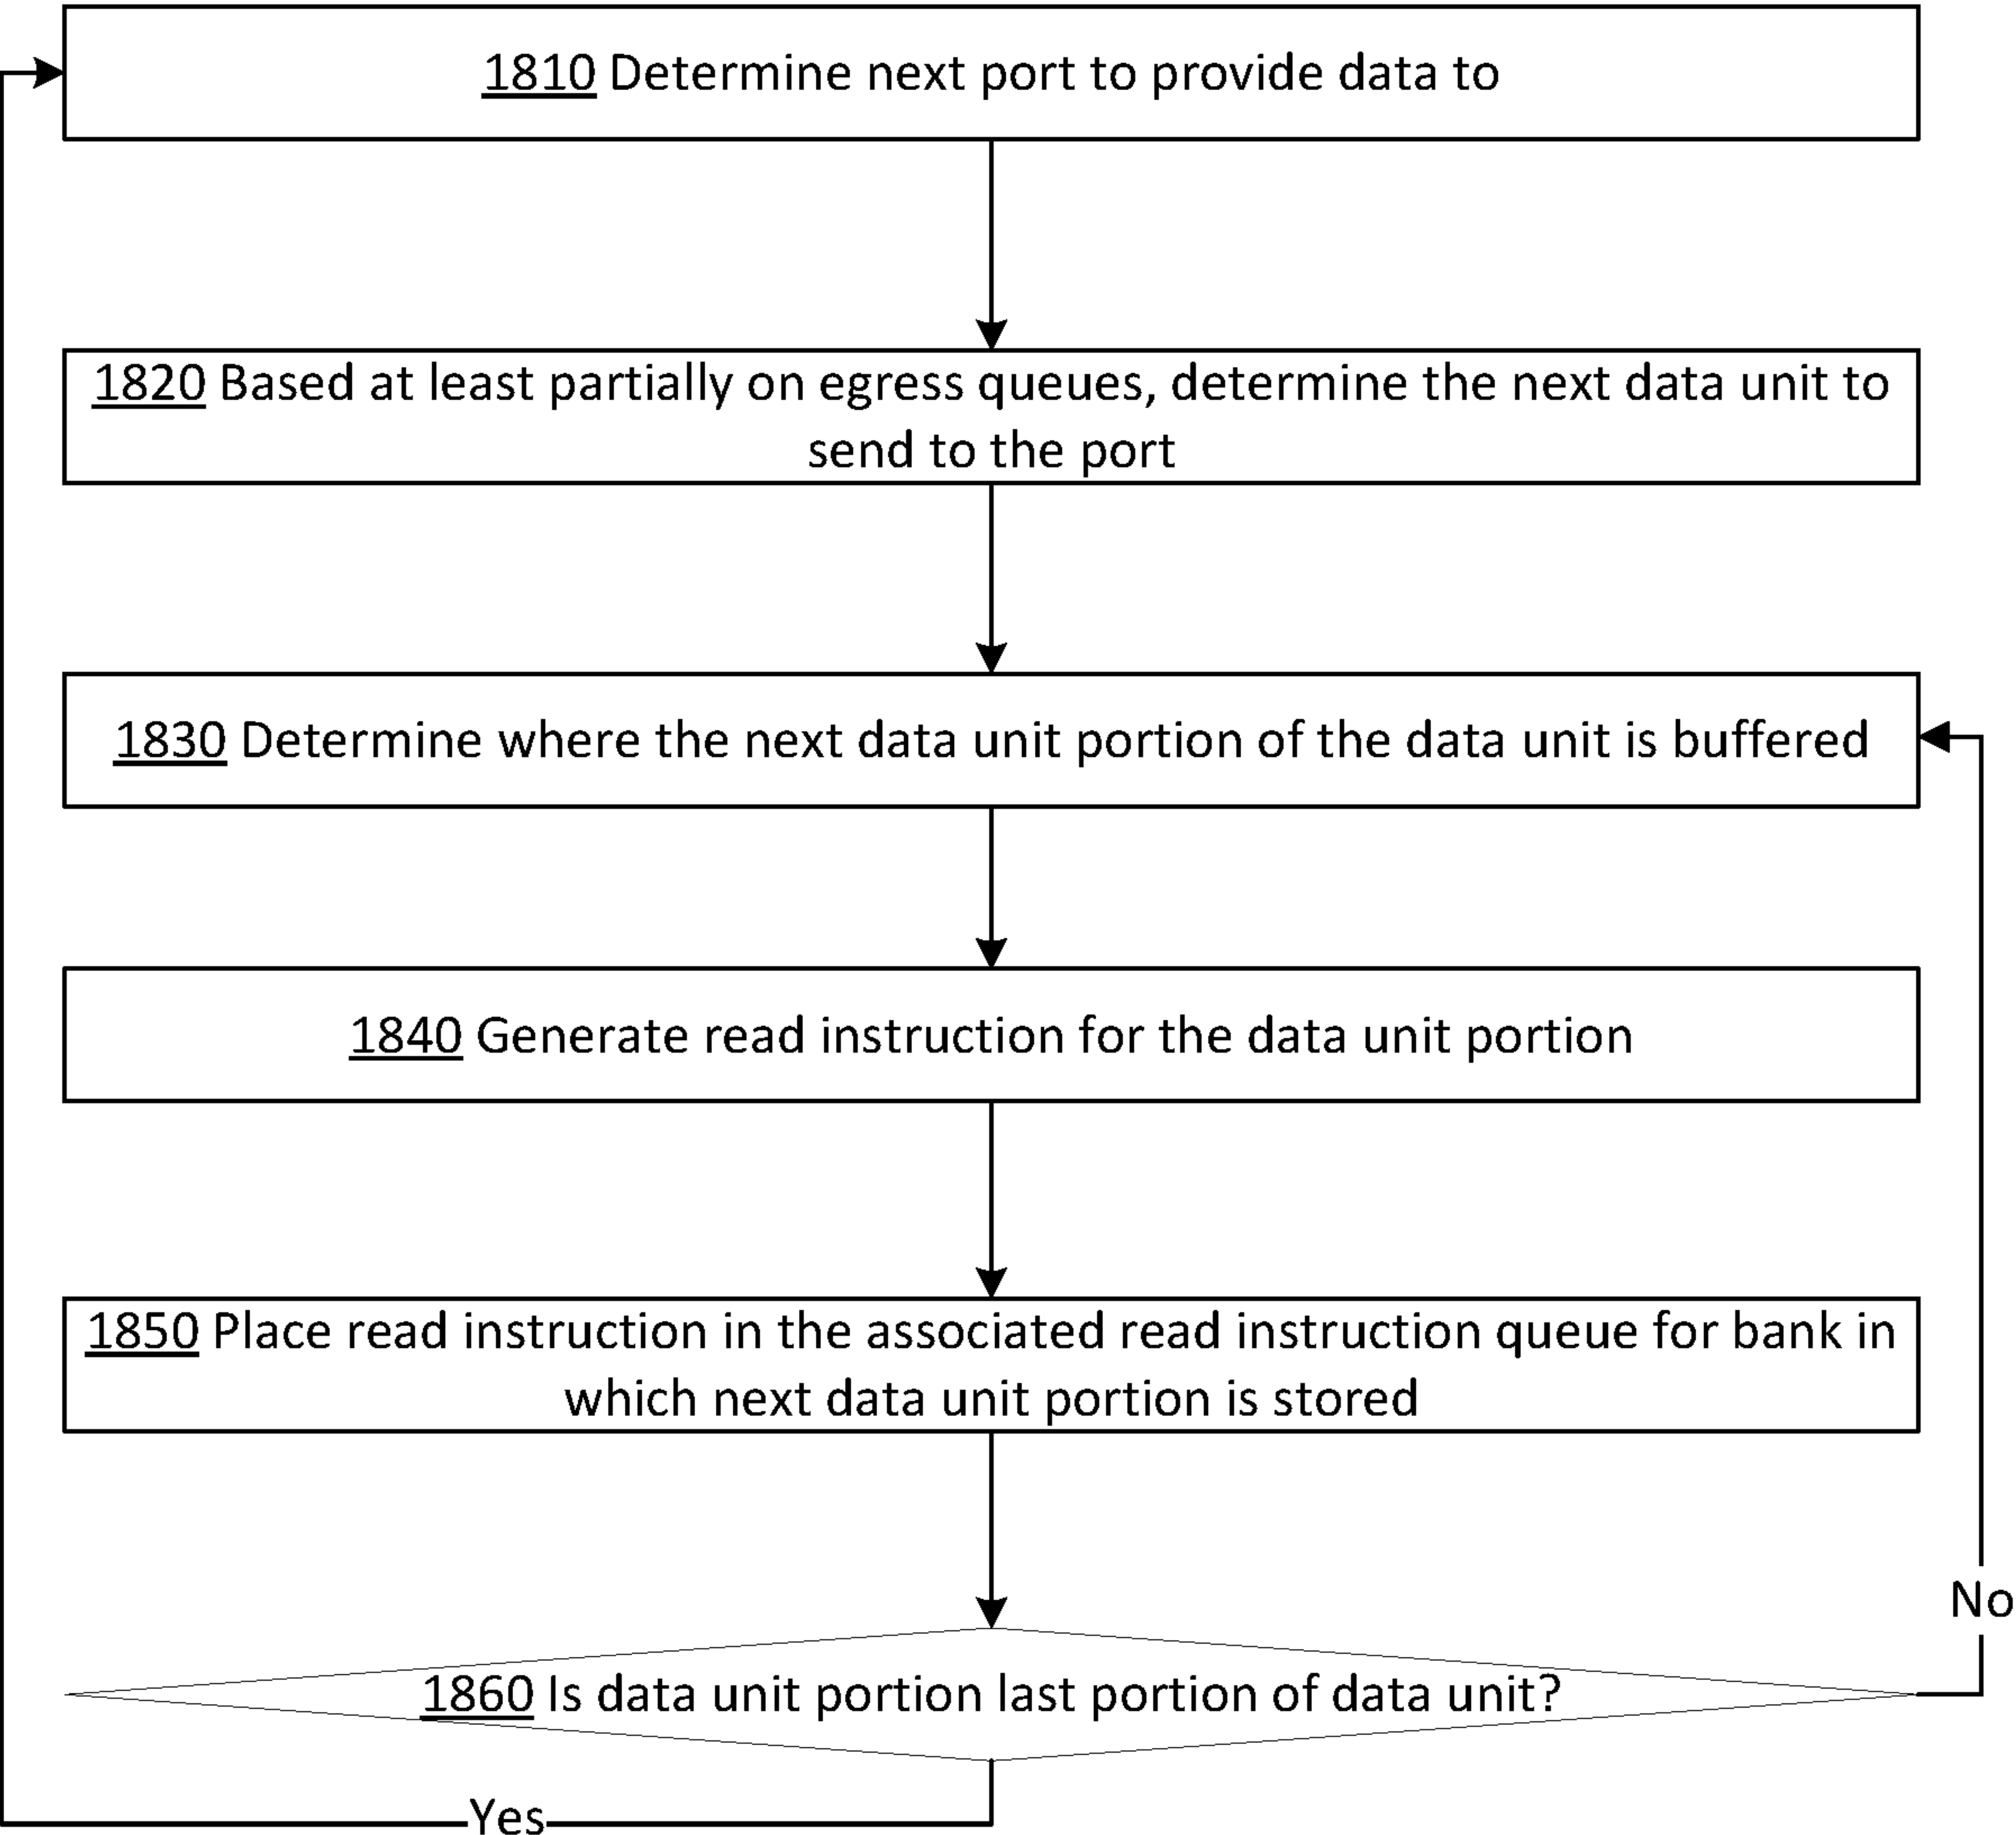 1810 Determine next port to provide data to
1820 Based at least partially on egress queues, determine the next data unit to
send to the port
1830 Determine where the next data unit portion of the data unit is buffered
1840 Generate read instruction for the data unit portion
1850 Place read instruction in the associated read instruction queue for bank in
which next data unit portion is stored
No
1860 Is data unit portion last portion of data unit?
Yes